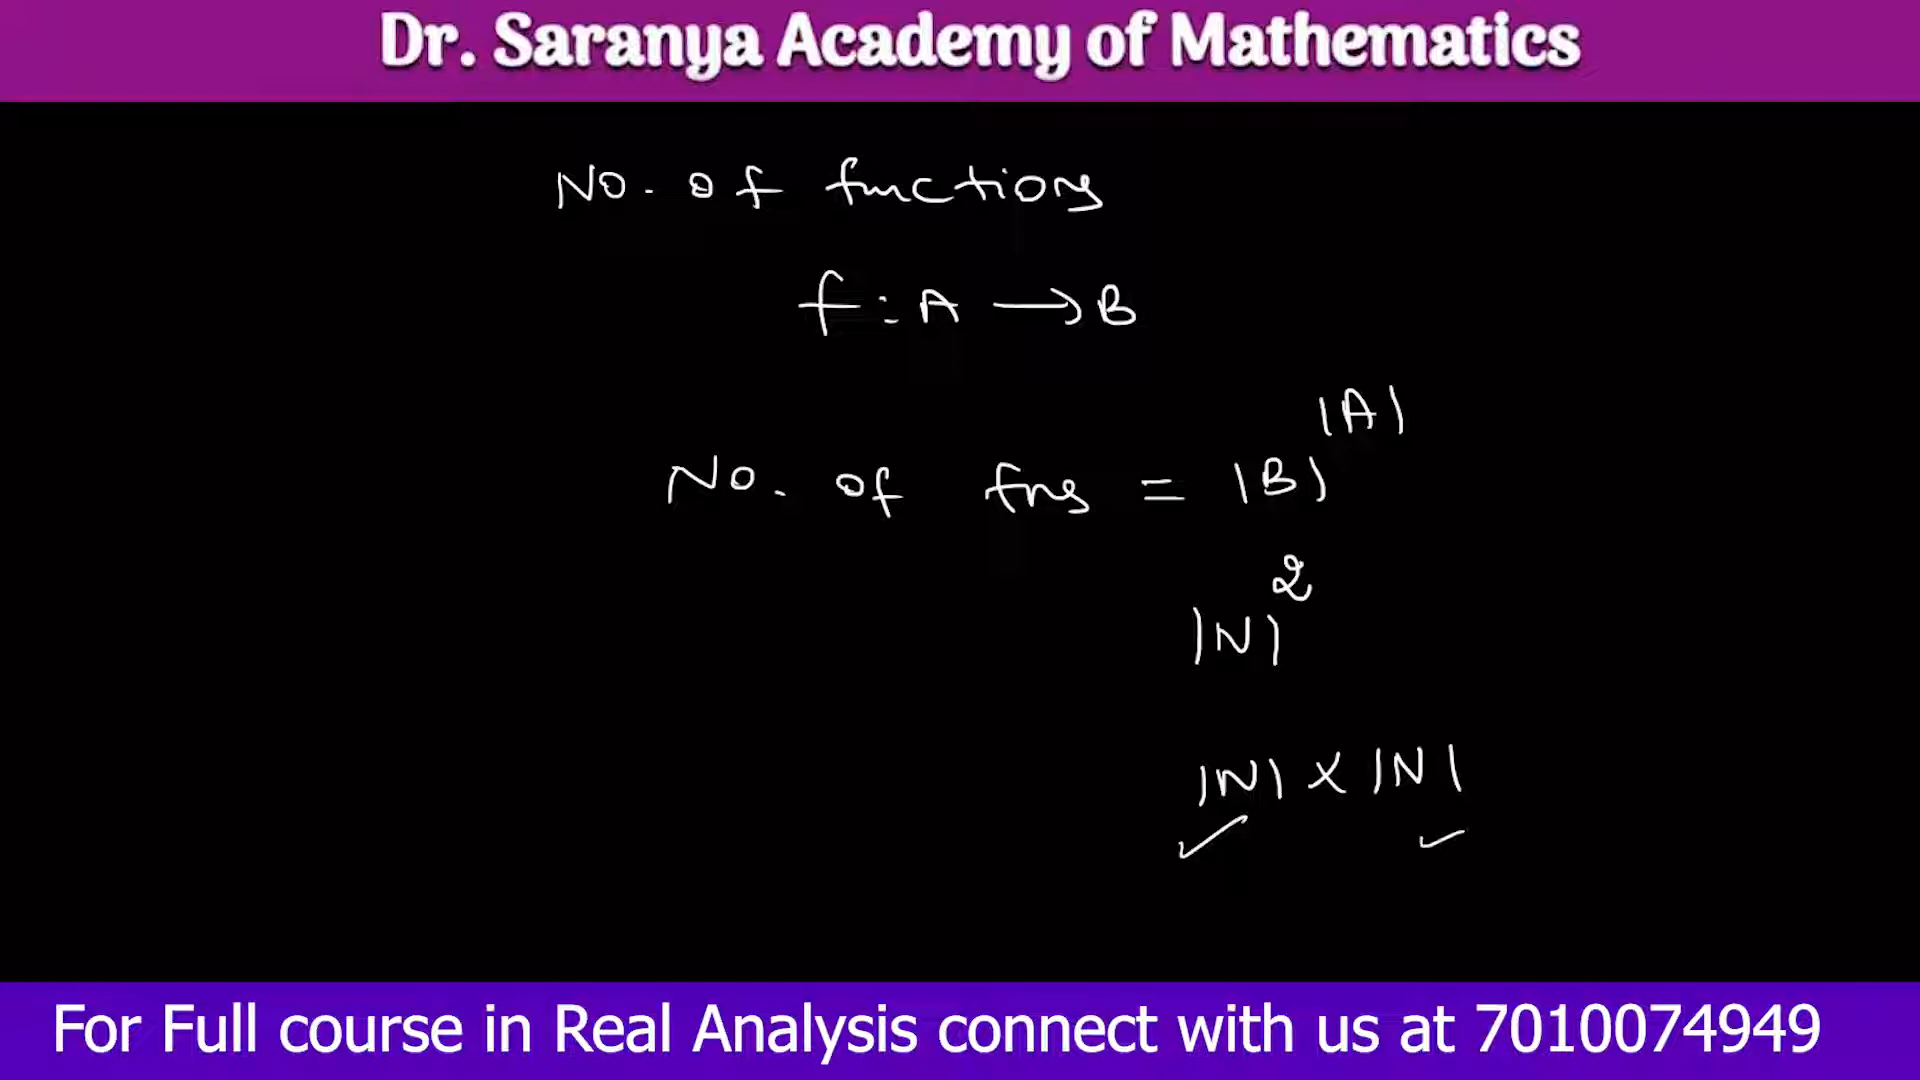 Dr. Saranya Academy of Mathematics
No. of functions
f : A → B
No. of fns = |B|^|A|
|N|^2
|N| × |N|
For Full course in Real Analysis connect with us at 7010074949